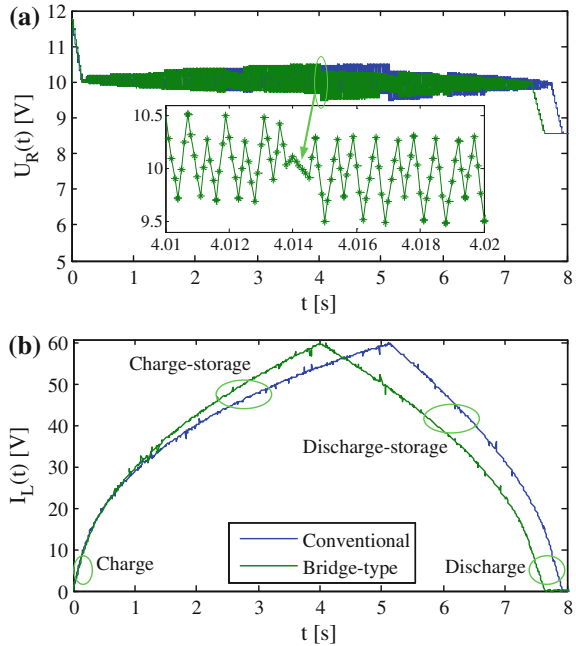 (a)
12
11
10
9
8
7
6
5
U_R(t) [V]
10.5
10
9.5
4.01 4.012 4.014 4.016 4.018 4.02
0 1 2 3 4 5 6 7 8
t [s]
(b)
60
50
40
30
20
10
0
I_L(t) [V]
Charge-storage
Discharge-storage
Charge
Conventional
Bridge-type
Discharge
0 1 2 3 4 5 6 7 8
t [s]